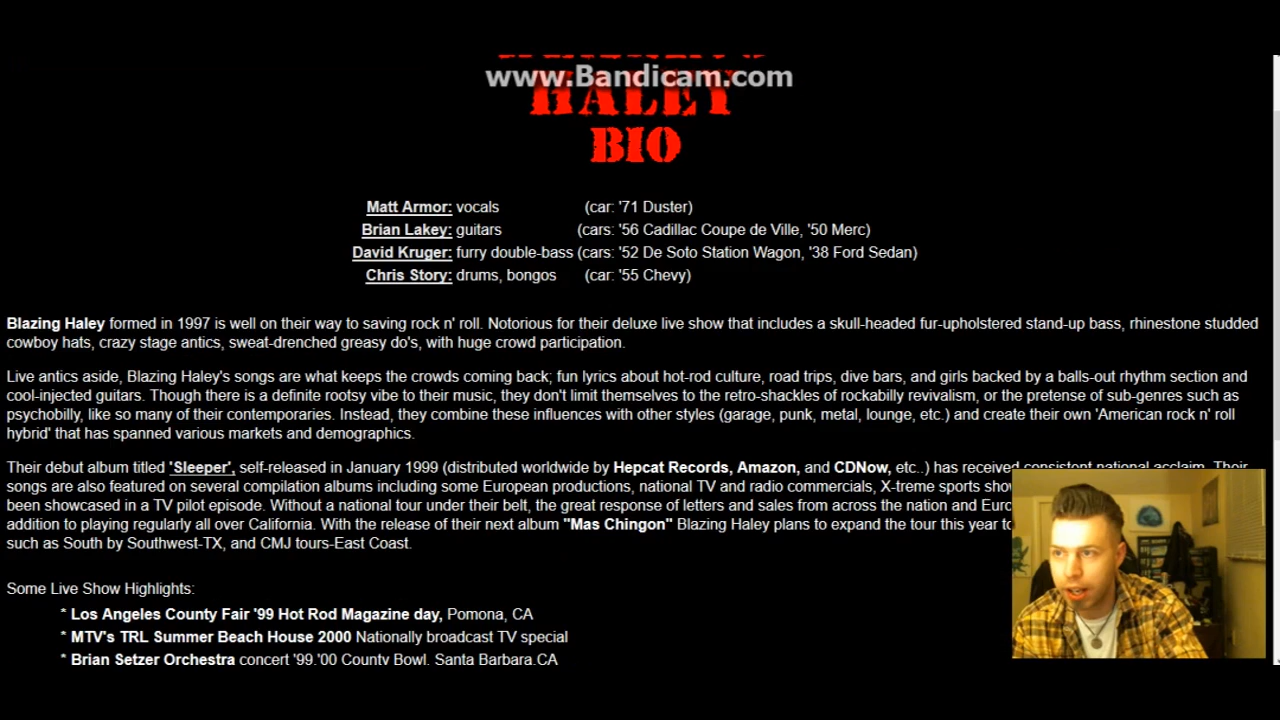 www.Bandicam.com
HALEY
BIO
Matt Armor: vocals (car: '71 Duster)
Brian Lakey: guitars (cars: '56 Cadillac Coupe de Ville, '50 Merc)
David Kruger: furry double-bass (cars: '52 De Soto Station Wagon, '38 Ford Sedan)
Chris Story: drums, bongos (car: '55 Chevy)
Blazing Haley formed in 1997 is well on their way to saving rock n' roll. Notorious for their deluxe live show that includes a skull-headed fur-upholstered stand-up bass, rhinestone studded
cowboy hats, crazy stage antics, sweat-drenched greasy do's, with huge crowd participation.
Live antics aside, Blazing Haley's songs are what keeps the crowds coming back; fun lyrics about hot-rod culture, road trips, dive bars, and girls backed by a balls-out rhythm section and
cool-injected guitars. Though there is a definite rootsy vibe to their music, they don't limit themselves to the retro-shackles of rockabilly revivalism, or the pretense of sub-genres such as
psychobilly, like so many of their contemporaries. Instead, they combine these influences with other styles (garage, punk, metal, lounge, etc.) and create their own 'American rock n' roll
hybrid' that has spanned various markets and demographics.
Their debut album titled 'Sleeper', self-released in January 1999 (distributed worldwide by Hepcat Records, Amazon, and CDNow, etc..) has received consistent national acclaim. Their
songs are also featured on several compilation albums including some European productions, national TV and radio commercials, X-treme sports
been showcased in a TV pilot episode. Without a national tour under their belt, the great response of letters and sales from across the nation and
addition to playing regularly all over California. With the release of their next album "Mas Chingon" Blazing Haley plans to expand the tour this year
such as South by Southwest-TX, and CMJ tours-East Coast.
Some Live Show Highlights:
* Los Angeles County Fair '99 Hot Rod Magazine day, Pomona, CA
* MTV's TRL Summer Beach House 2000 Nationally broadcast TV special
* Brian Setzer Orchestra concert '99,'00 County Bowl, Santa Barbara,CA